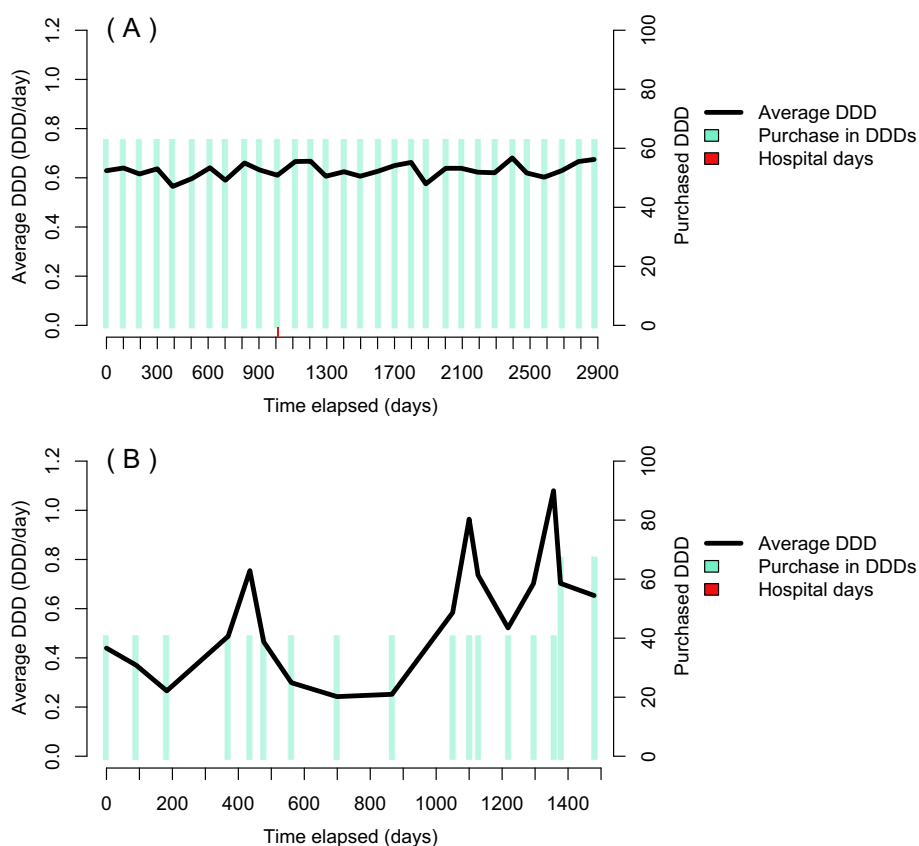 ( A )
Average DDD (DDD/day)
0.0 0.2 0.4 0.6 0.8 1.0 1.2
Purchased DDD
0 20 40 60 80 100
Average DDD
Purchase in DDDs
Hospital days
0 300 600 900 1300 1700 2100 2500 2900
Time elapsed (days)
( B )
Average DDD (DDD/day)
0.0 0.2 0.4 0.6 0.8 1.0 1.2
Purchased DDD
0 20 40 60 80 100
Average DDD
Purchase in DDDs
Hospital days
0 200 400 600 800 1000 1200 1400
Time elapsed (days)